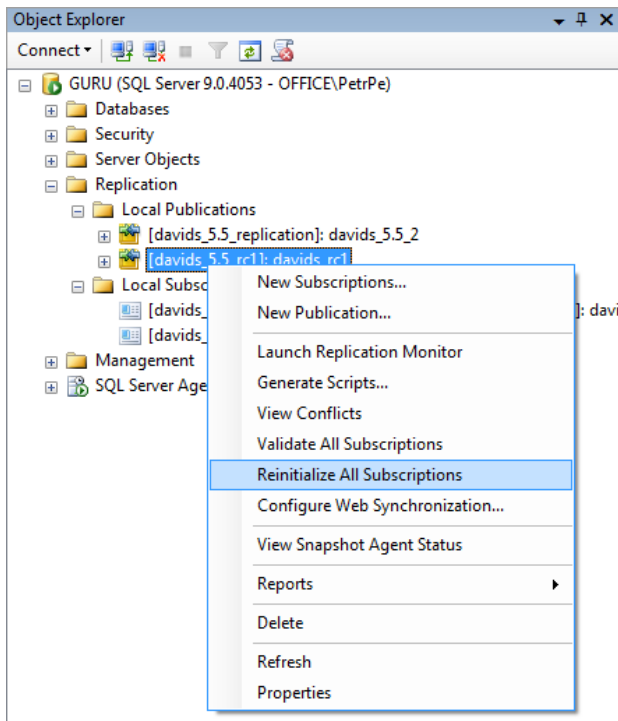 Object Explorer
Connect
GURU (SQL Server 9.0.4053 - OFFICE\PetrPe)
Databases
Security
Server Objects
Replication
Local Publications
[davids_5.5_replication]: davids_5.5_2
[davids_5.5_rc1]: davids_rc1
Local Subsc
[davids_ ]: davi
[davids_
Management
SQL Server Age
New Subscriptions...
New Publication...
Launch Replication Monitor
Generate Scripts...
View Conflicts
Validate All Subscriptions
Reinitialize All Subscriptions
Configure Web Synchronization...
View Snapshot Agent Status
Reports
Delete
Refresh
Properties